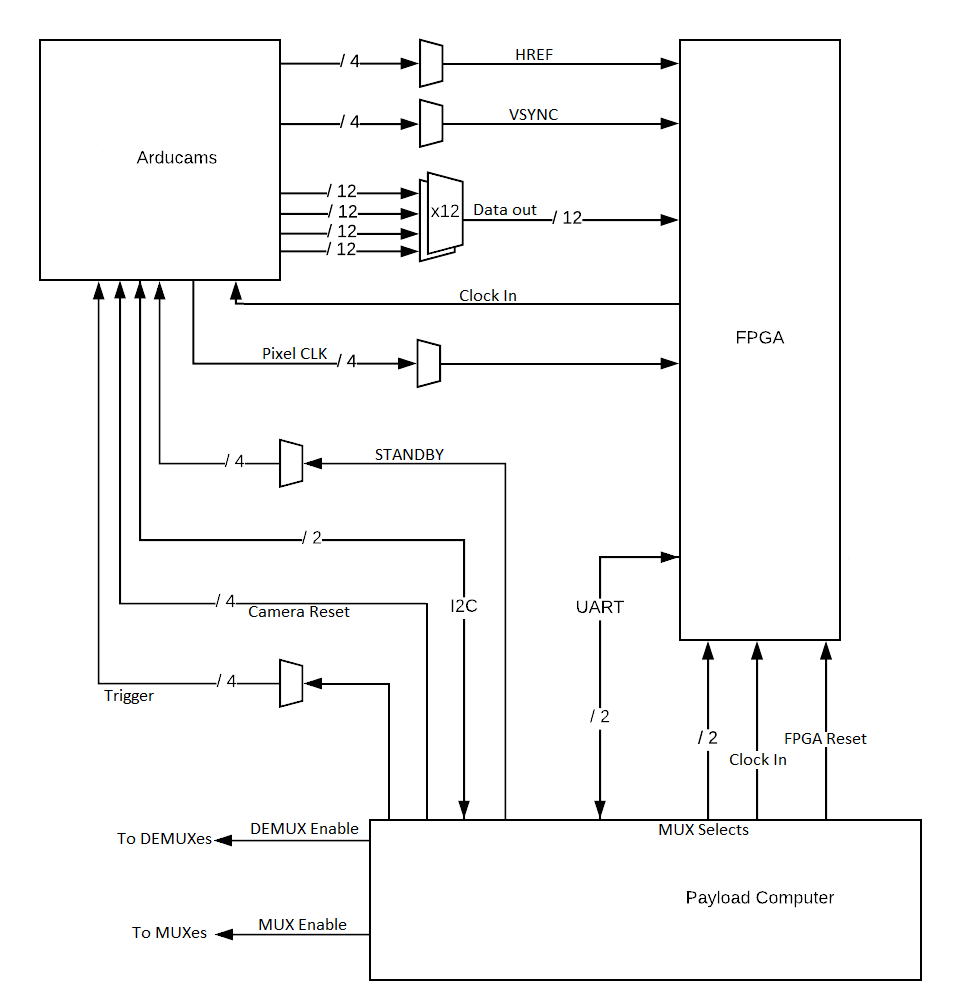 / 4
HREF
/ 4
VSYNC
Arducams
/ 12
/ 12
/ 12
/ 12
x12
Data out
/ 12
Clock In
FPGA
Pixel CLK
/ 4
STANDBY
/ 4
/ 2
/ 4
Camera Reset
I2C
UART
/ 4
Trigger
/ 2
/ 2
FPGA Reset
Clock In
To DEMUXes
DEMUX Enable
MUX Selects
Payload Computer
To MUXes
MUX Enable